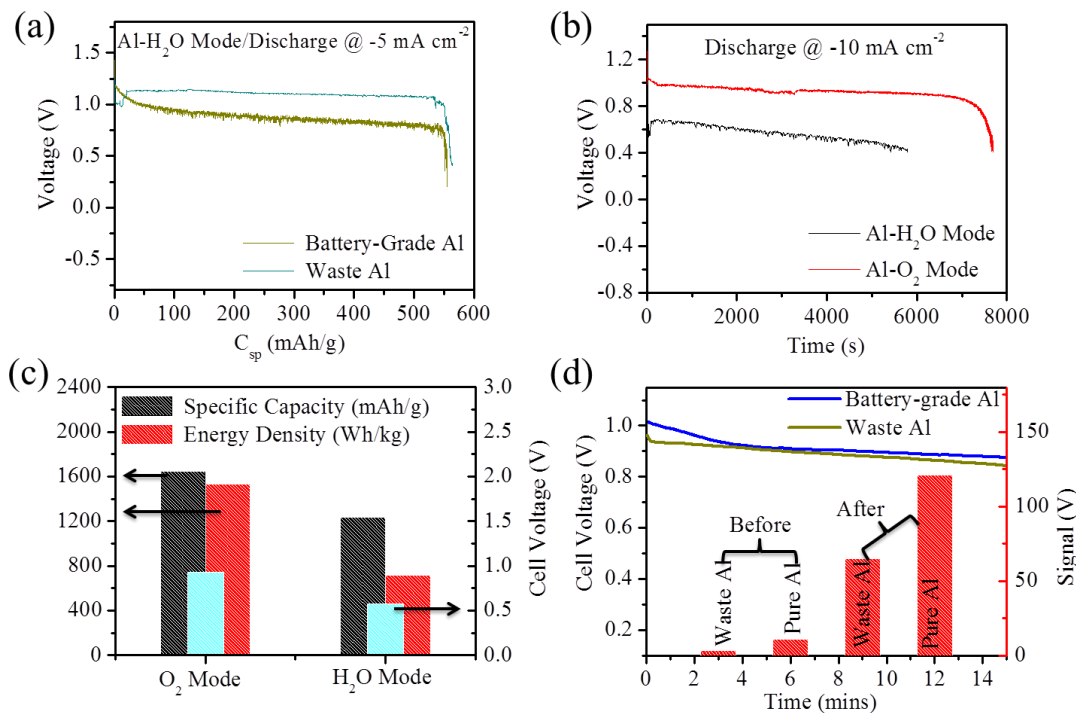 (a)
Al-H₂O Mode/Discharge @ -5 mA cm⁻²
1.5
1.0
0.5
0.0
-0.5
Voltage (V)
Battery-Grade Al
Waste Al
0 100 200 300 400 500 600
C_sp (mAh/g)
(b)
Discharge @ -10 mA cm⁻²
1.2
0.8
0.4
0.0
-0.4
-0.8
Voltage (V)
Al-H₂O Mode
Al-O₂ Mode
0 2000 4000 6000 8000
Time (s)
(c)
2400
2000
1600
1200
800
400
0
Specific Capacity (mAh/g)
Energy Density (Wh/kg)
3.0
2.5
2.0
1.5
1.0
0.5
0.0
Cell Voltage (V)
O₂ Mode H₂O Mode
(d)
1.0
0.8
0.6
0.4
0.2
Cell Voltage (V)
Battery-grade Al
Waste Al
Before
After
Waste Al
Pure Al
Waste Al
Pure Al
150
100
50
0
Signal (V)
0 2 4 6 8 10 12 14
Time (mins)